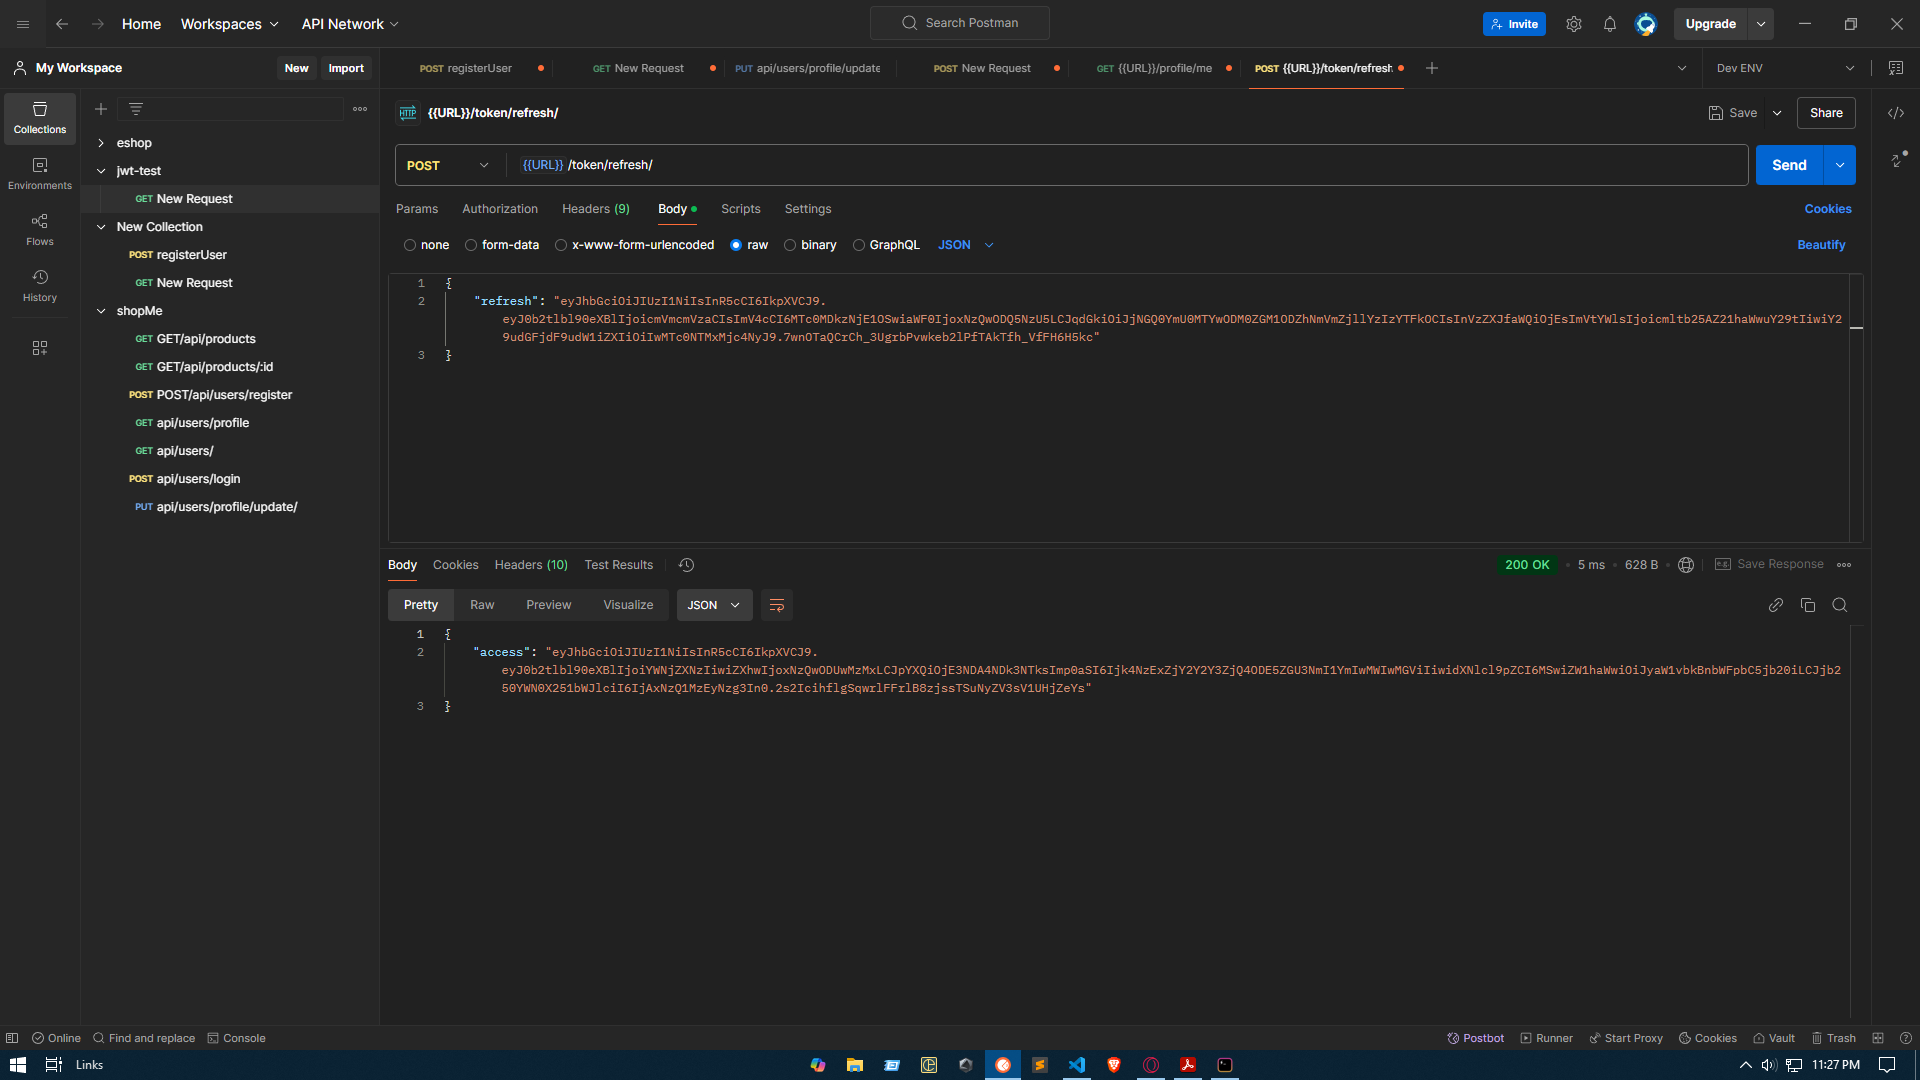 Home
Workspaces
API Network
Search Postman
Invite
Upgrade
My Workspace
New
Import
POST registerUser
GET New Request
PUT api/users/profile/update
POST New Request
GET {{URL}}/profile/me
POST {{URL}}/token/refresh
Dev ENV
Collections
Environments
Flows
History
eshop
jwt-test
GET New Request
New Collection
POST registerUser
GET New Request
shopMe
GET GET/api/products
GET GET/api/products/:id
POST POST/api/users/register
GET api/users/profile
GET api/users/
POST api/users/login
PUT api/users/profile/update/
HTTP {{URL}}/token/refresh/
Save
Share
POST {{URL}} /token/refresh/
Send
Params Authorization Headers (9) Body Scripts Settings
Cookies
none form-data x-www-form-urlencoded raw binary GraphQL JSON
Beautify
1 {
2 "refresh": "eyJhbGciOiJIUzI1NiIsInR5cCI6IkpXVCJ9.
3 }
Body Cookies Headers (10) Test Results
200 OK • 5 ms • 628 B
e.g. Save Response
Pretty Raw Preview Visualize JSON
1 {
2 "access": "eyJhbGciOiJIUzI1NiIsInR5cCI6IkpXVCJ9.
3 }
Online
Find and replace
Console
Postbot
Runner
Start Proxy
Cookies
Vault
Trash
Links
11:27 PM